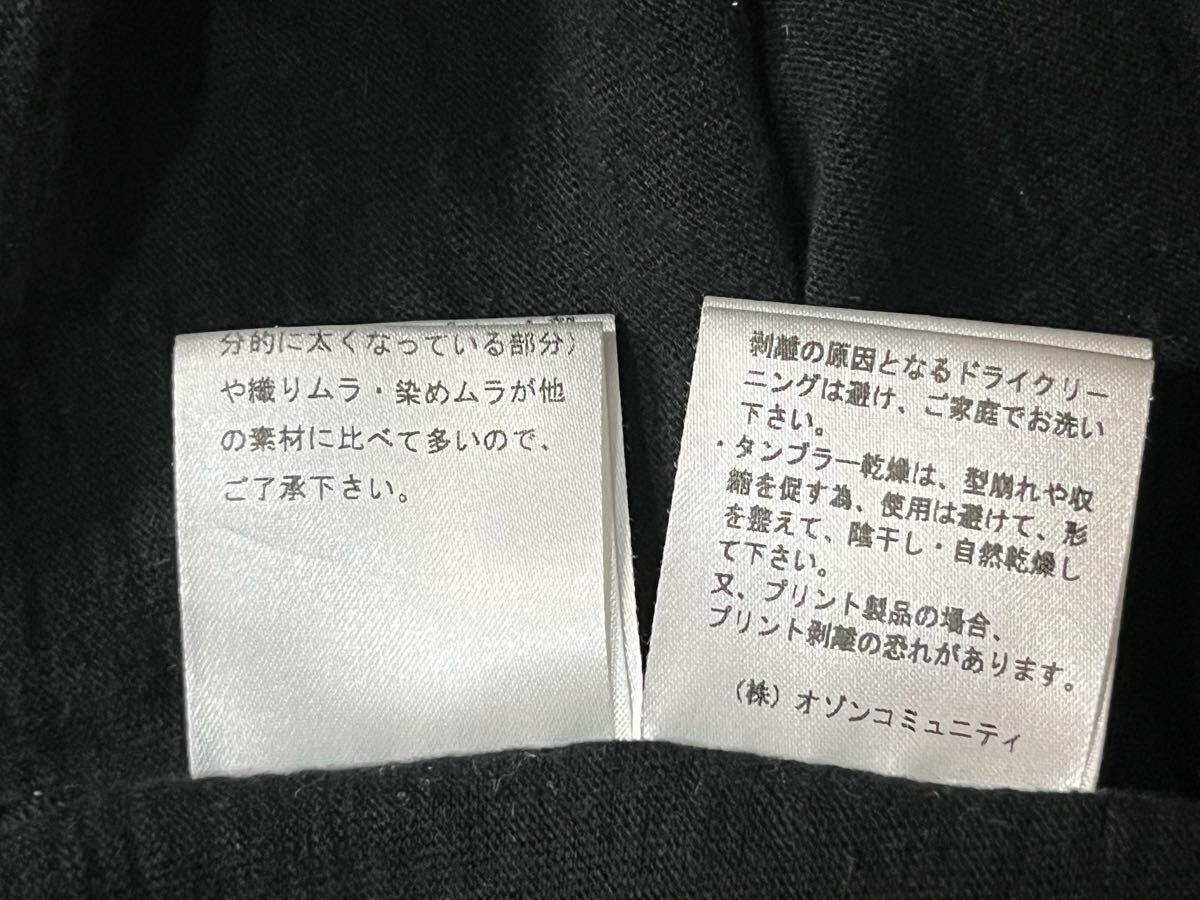 分的に太くなっている部分）
や織りムラ・染めムラが他
の素材に比べて多いので、
ご了承下さい。
剥離の原因となるドライクリー
ニングは避け、ご家庭でお洗い
下さい。
・タンブラー乾燥は、型崩れや収
縮を促す為、使用は避けて、形
を整えて、陰干し・自然乾燥し
て下さい。
又、プリント製品の場合、
プリント剥離の恐れがあります。
（株）オゾンコミュニティ